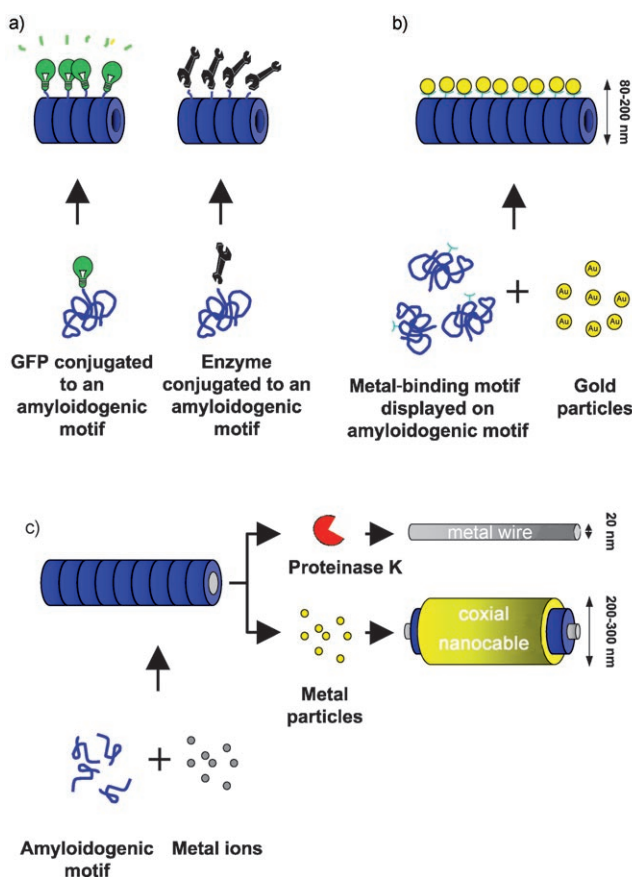 a)
b)
80-200 nm
GFP conjugated
to an
amyloidogenic
motif
Enzyme
conjugated to an
amyloidogenic
motif
Metal-binding motif
displayed on
amyloidogenic motif
Au
Au
Au
Au
Au
Au
Au
Gold
particles
c)
Proteinase K
metal wire
20 nm
Metal
particles
coxial
nanocable
200-300 nm
Amyloidogenic
motif
Metal ions